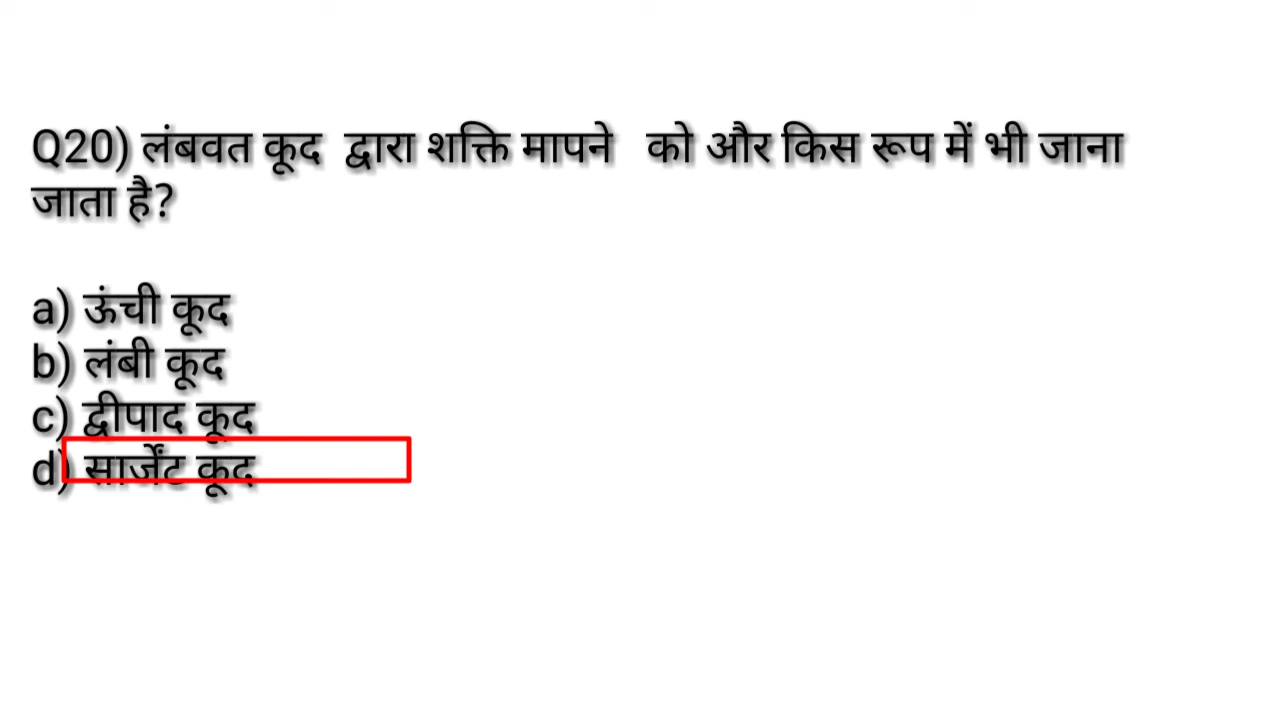 Q20) लंबवत कूद द्वारा शक्ति मापने को और किस रूप में भी जाना
जाता है?
a) ऊंची कूद
b) लंबी कूद
c) द्वीपाद कूद
d) सार्जेंट कूद